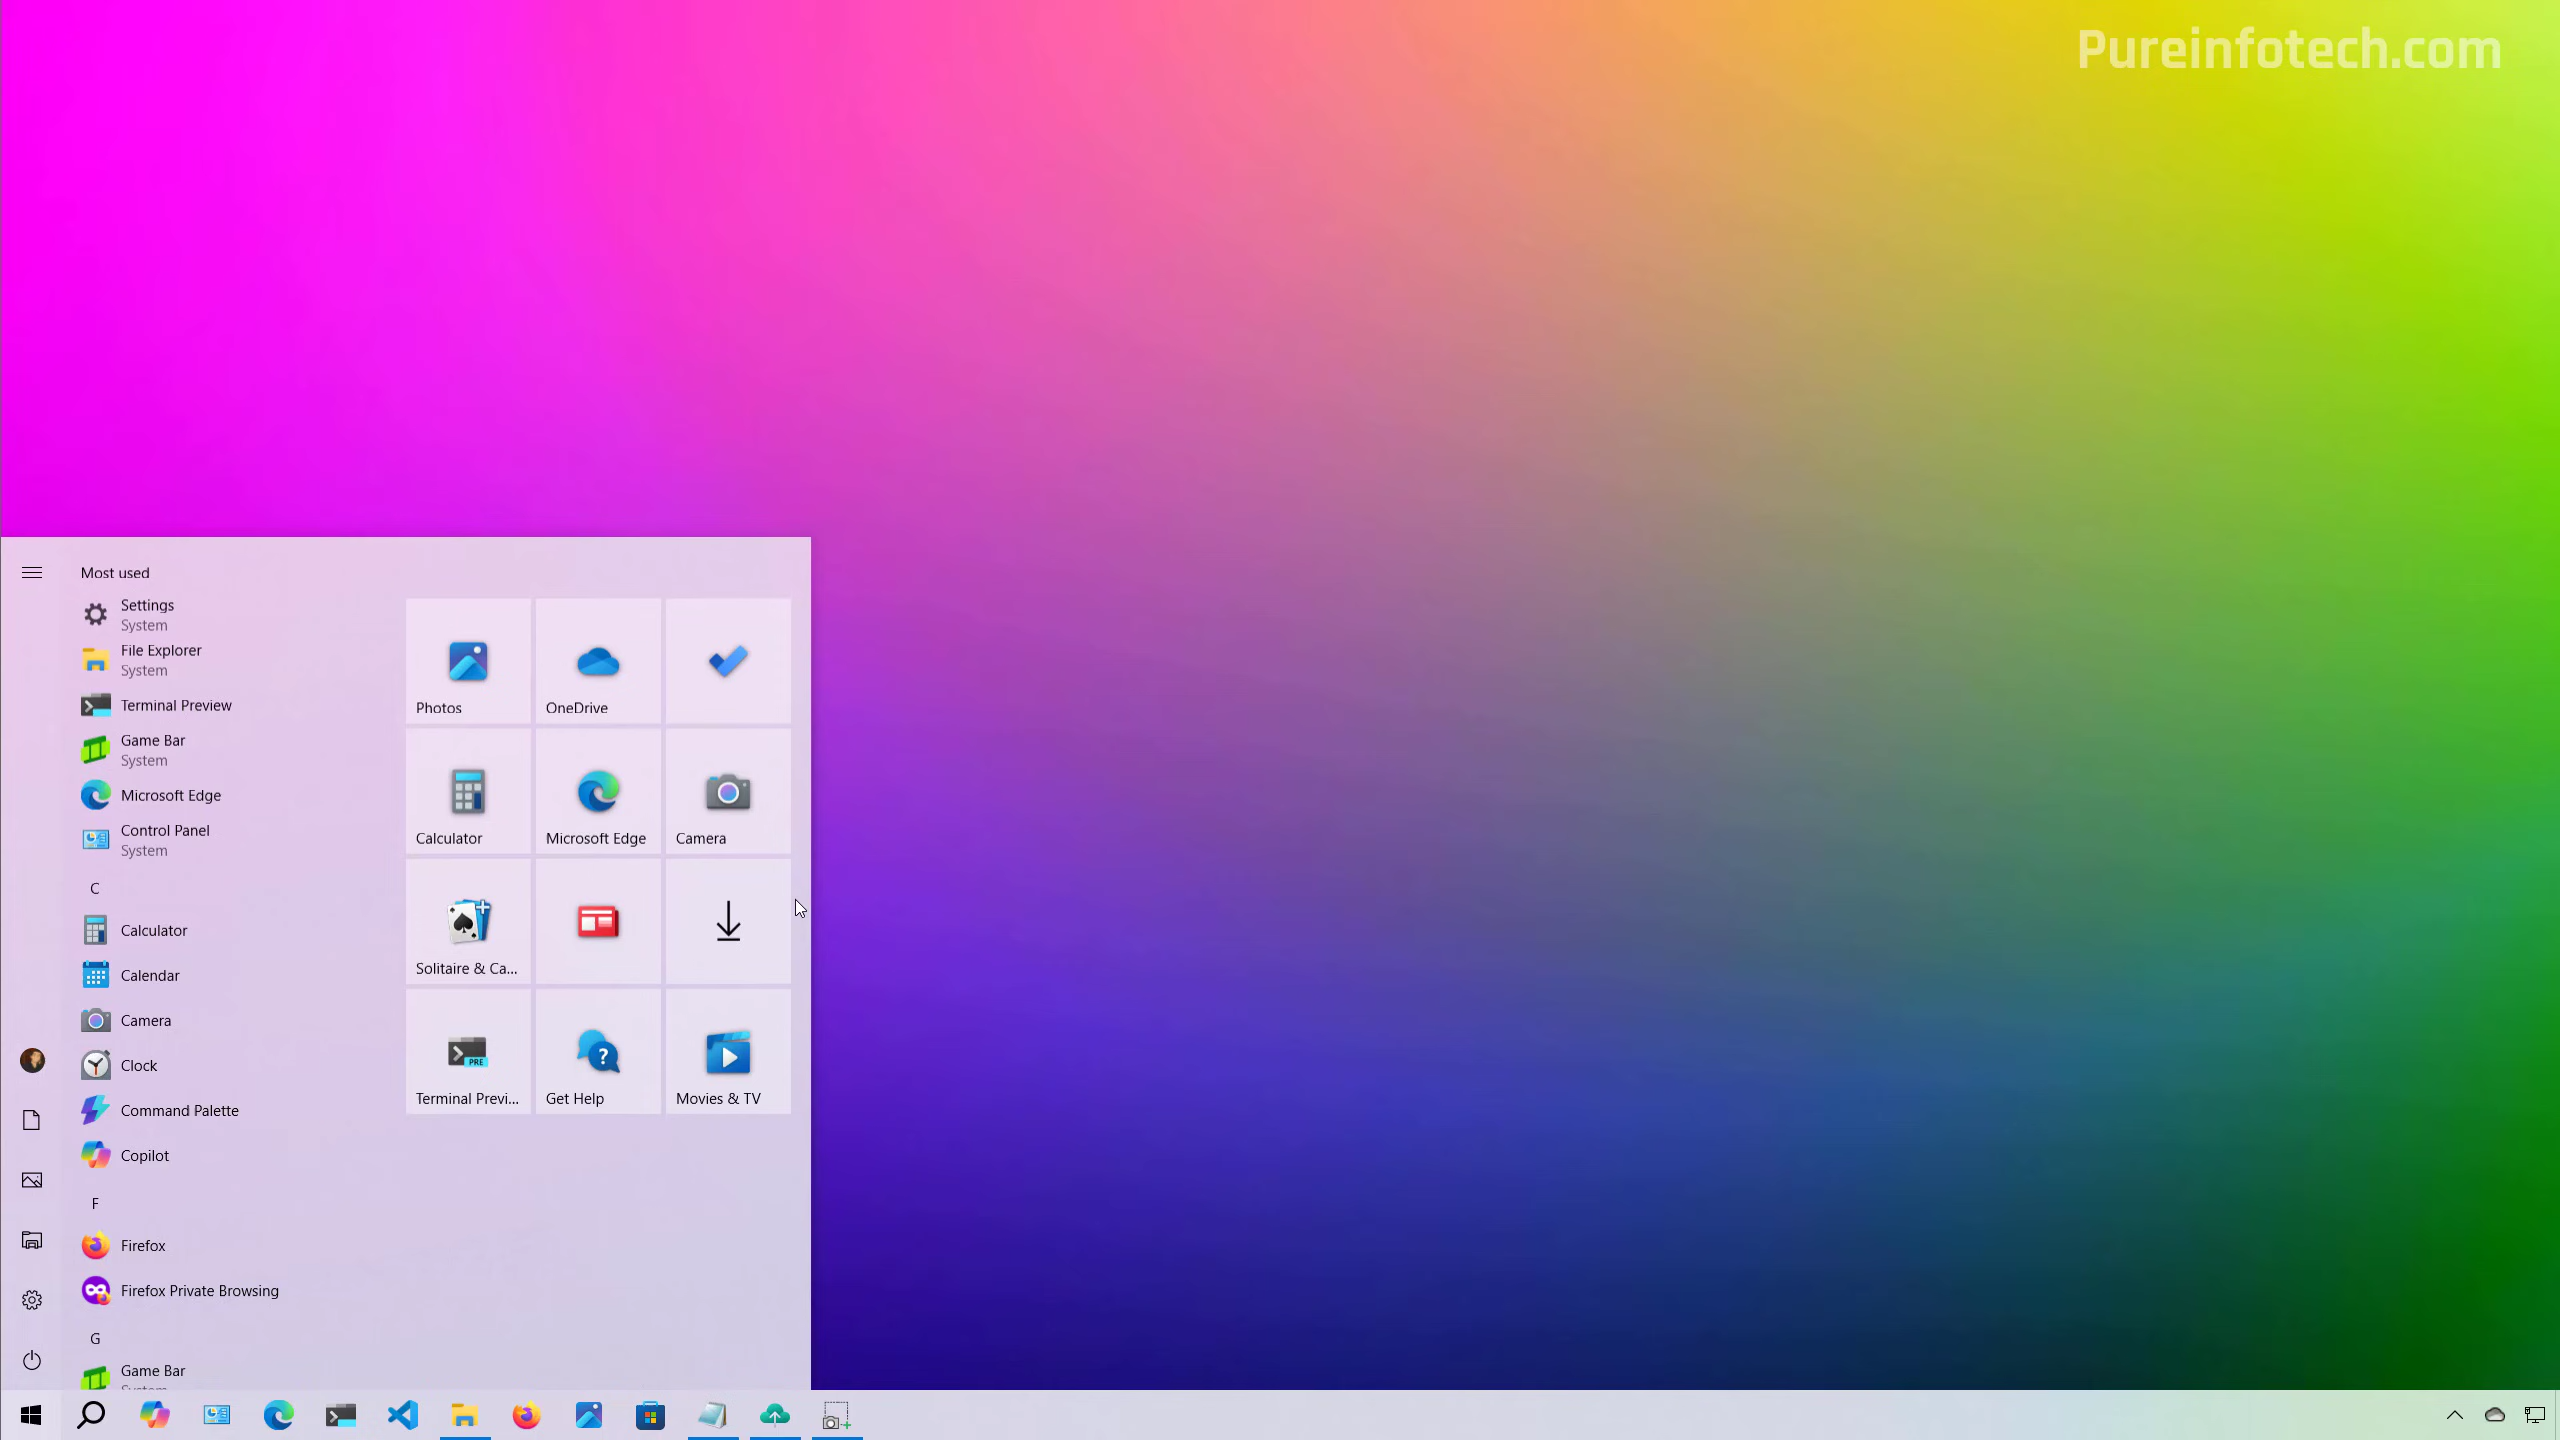 Pureinfotech.com
Most used
Settings
System
File Explorer
System
Terminal Preview
Game Bar
System
Microsoft Edge
Control Panel
System
C
Calculator
Calendar
Camera
Clock
Command Palette
Copilot
F
Firefox
Firefox Private Browsing
G
Game Bar
System
Photos
OneDrive
Calculator
Microsoft Edge
Camera
Solitaire & Ca...
PRE
Terminal Previ...
Get Help
Movies & TV